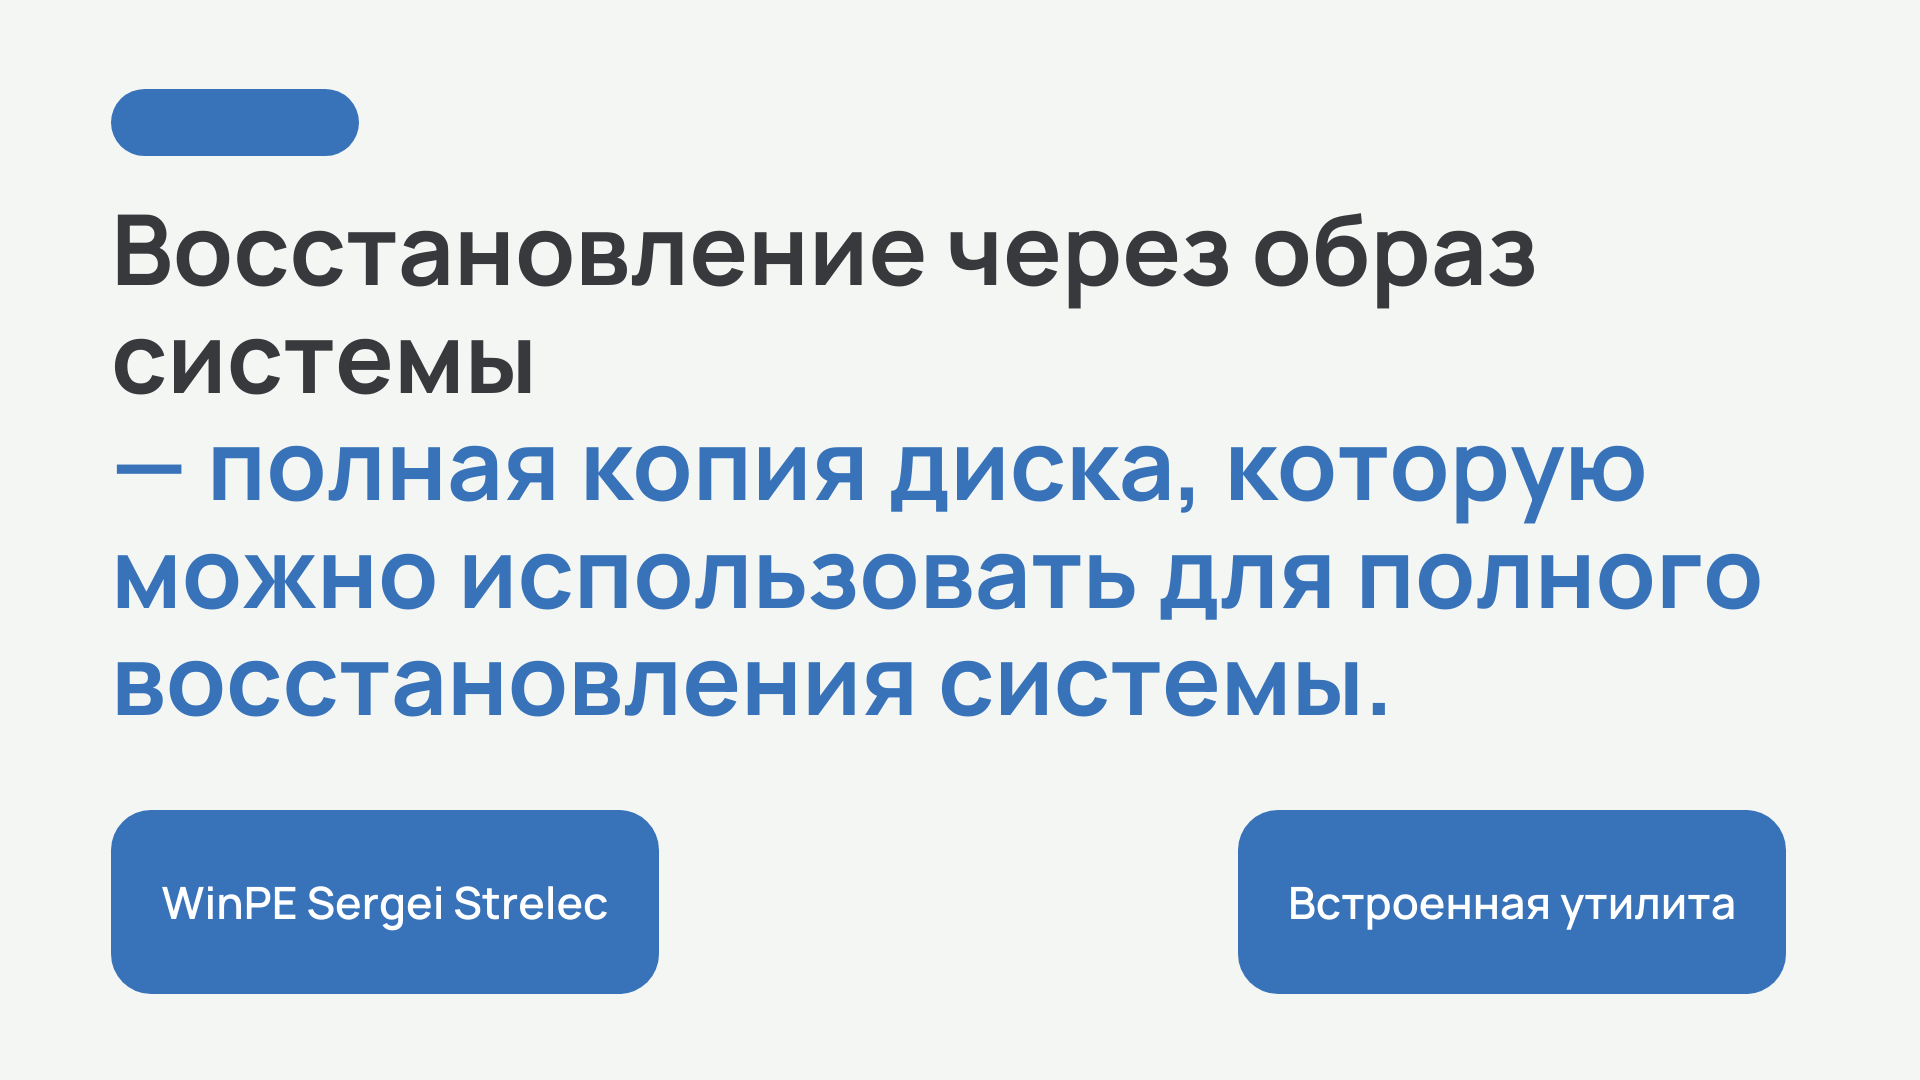 Восстановление через образ
системы
— полная копия диска, которую
можно использовать для полного
восстановления системы.
WinPE Sergei Strelec
Встроенная утилита